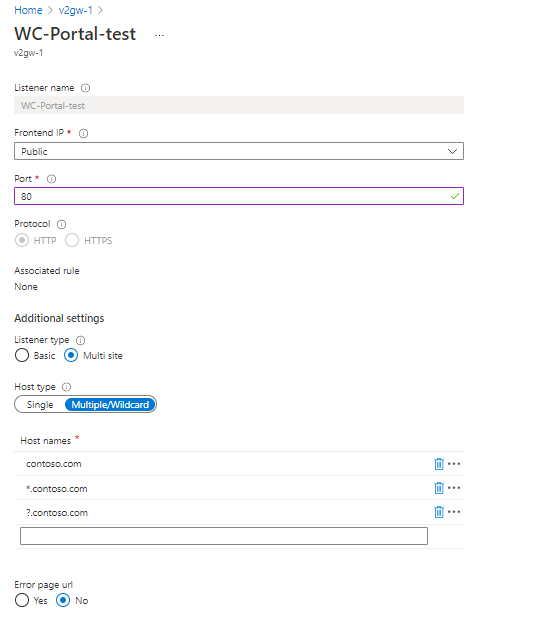 Home > v2gw-1 >
WC-Portal-test ...
v2gw-1
Listener name
WC-Portal-test
Frontend IP *
Public
Port *
80
Protocol
HTTP HTTPS
Associated rule
None
Additional settings
Listener type
Basic Multi site
Host type
Single Multiple/Wildcard
Host names *
contoso.com
*.contoso.com
?.contoso.com
Error page url
Yes No